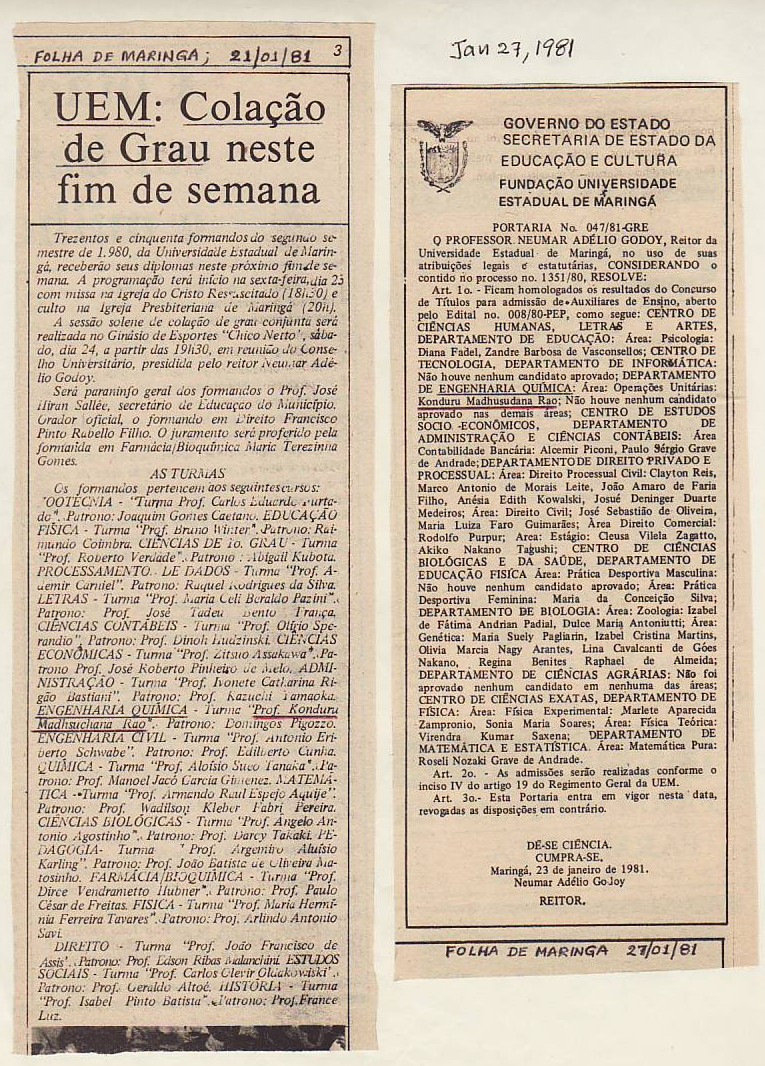 FOLHA DE MARINGA; 21/01/81 3
UEM: Colação
de Grau neste
fim de semana
Trezentos e cinquenta formandos do segundo se-
mestre de 1.980, da Universidade Estadual de Marin-
gá, receberão seus diplomas neste próximo fim de se-
mana. A programação terá início na sexta-feira, dia 23
com missa na Igreja do Cristo Ressuscitado (18h30) e
culto na Igreja Presbiteriana de Maringá (20h).
A sessão solene de colação de grau conjunta será
realizada no Ginásio de Esportes "Chico Netto", sába-
do, dia 24, a partir das 19h30, em reunião do Conse-
lho Universitário, presidida pelo reitor Neumar Adé-
lio Godoy.
Será paraninfo geral dos formandos o Prof. José
Hiran Sallée, secretário de Educação do Município.
Orador oficial, o formando em Direito Francisco
Pinto Rabello Filho. O juramento será proferido pela
formanda em Farmácia/Bioquímica Maria Terezinha
Gomes.
AS TURMAS
Os formandos pertencem aos seguintes cursos:
OOTECNIA - "Turma Prof. Carlos Eduardo Furta-
do". Patrono: Joaquim Gomes Caetano. EDUCAÇÃO
FÍSICA - Turma "Prof. Bruno Winter". Patrono: Rai-
mundo Coimbra. CIÊNCIAS DE 1o. GRAU - Turma
"Prof. Roberto Verdade". Patrono: Abigail Kubota.
PROCESSAMENTO DE DADOS - Turma "Prof. A-
demir Carniel". Patrono: Raquel Rodrigues da Silva.
LETRAS - Turma "Prof. Maria Celi Beraldo Pazini".
Patrono: Prof. José Tadeu Bento França.
CIÊNCIAS CONTÁBEIS - Turma "Prof. Olígio Spe-
randio". Patrono: Prof. Dinoh CIÊNCIAS
ECONÔMICAS - Turma "Prof. Zitsuo Assakawa". Pa-
trono Prof. José Roberto Pinheiro de Melo. ADMI-
NISTRAÇÃO - Turma "Prof. Ivonete Catharina Ri-
gão Bastiani". Patrono: Prof. Kazuchi Yamaoka.
ENGENHARIA QUÍMICA - Turma "Prof. Konduru
Madhsuchana Rao". Patrono: Domingos Pigozzo.
ENGENHARIA CIVIL - Turma "Prof. Antonio Eri-
berto Schwabe". Patrono: Prof. Edilberto Cunha.
QUÍMICA - Turma "Prof. Aloísio Sueo Tanaka". Pa-
trono: Prof. Manoel Jacó Garcia Gimenez. MATEMÁ-
TICA - Turma "Prof. Armando Raul Espejo Aquije".
Patrono: Prof. Wadilson Kleber Fabri Pereira.
CIÊNCIAS BIOLÓGICAS - Turma "Prof. Angelo An-
tonio Agostinho". Patrono: Prof. Darcy Takaki. PE-
DAGOGIA- Turma "Prof. Argemiro Aluísio
Karling". Patrono: Prof. João Batista de Oliveira Ma-
tosinho. FARMÁCIA/BIOQUÍMICA - Turma "Prof.
Dirce Vendrametto Hubner". Patrono: Prof. Paulo
César de Freitas. FISICA - Turma "Prof. Maria Hermí-
nia Ferreira Tavares". Patrono: Prof. Arlindo Antonio
Savi.
DIREITO - Turma "Prof. João Francisco de
Assis". Patrono: Prof. Edson Ribas Malanchini. ESTUDOS
SOCIAIS - Turma "Prof. Carlos Olevir
Patrono: Prof. Geraldo Altoé. HISTÓRIA - Turma
"Prof. Isabel Pinto Batista". Patrono: Prof. France
Luz.
Jan 27, 1981
GOVERNO DO ESTADO
SECRETARIA DE ESTADO DA
EDUCAÇÃO E CULTURA
FUNDAÇÃO UNIVERSIDADE
ESTADUAL DE MARINGÁ
PORTARIA No. 047/81-GRE
O PROFESSOR NEUMAR ADÉLIO GODOY, Reitor da
Universidade Estadual de Maringá, no uso de suas
atribuições legais e estatutárias, CONSIDERANDO o
contido no processo no. 1351/80, RESOLVE:
Art. 1o. - Ficam homologados os resultados do Concurso
de Títulos para admissão de Auxiliares de Ensino, aberto
pelo Edital no. 008/80-PEP, como segue: CENTRO DE
CIÊNCIAS HUMANAS, LETRAS E ARTES,
DEPARTAMENTO DE EDUCAÇÃO: Área: Psicologia:
Diana Fadel, Zandre Barbosa de Vasconsellos; CENTRO DE
TECNOLOGIA, DEPARTAMENTO DE INFORMÁTICA:
Não houve nenhum candidato aprovado; DEPARTAMENTO
DE ENGENHARIA QUÍMICA: Área: Operações Unitárias:
Konduru Madhusudana Rao; Não houve nenhum candidato
aprovado nas demais áreas; CENTRO DE ESTUDOS
SOCIO-ECONÔMICOS, DEPARTAMENTO DE
ADMINISTRAÇÃO E CIÊNCIAS CONTÁBEIS: Área
Contabilidade Bancária: Alcemir Piconi, Paulo Sérgio Grave
de Andrade; DEPARTAMENTO DE DIREITO PRIVADO E
PROCESSUAL: Área: Direito Processual Civil: Clayton Reis,
Marco Antonio de Morais Leite, João Amaro de Faria
Filho, Anésia Edith Kowalski, Josué Deninger Duarte
Medeiros; Área: Direito Civil: José Sebastião de Oliveira,
Maria Luiza Faro Guimarães; Àrea Direito Comercial:
Rodolfo Purpur; Area: Estágio: Cleusa Vilela Zagatto,
Akiko Nakano Tagushi; CENTRO DE CIÊNCIAS
BIOLÓGICAS E DA SAÚDE, DEPARTAMENTO DE
EDUCAÇÃO FISÍCA Área: Prática Desportiva Masculina:
Não houve nenhum candidato aprovado; Área: Prática
Desportiva Feminina: Maria da Conceição Silva;
DEPARTAMENTO DE BIOLOGIA: Área: Zoologia: Izabel
de Fátima Andrian Padial, Dulce Maria Antoniutti; Área:
Genética: Maria Suely Pagliarin, Izabel Cristina Martins,
Olivia Marcia Nagy Arantes, Lina Cavalcanti de Góes
Nakano, Regina Benites Raphael de Almeida;
DEPARTAMENTO DE CIÊNCIAS AGRÁRIAS: Não foi
aprovado nenhum candidato em nenhuma das áreas;
CENTRO DE CIÊNCIAS EXATAS, DEPARTAMENTO DE
FÍSICA: Área: Física Experimental: Marlete Aparecida
Zampronio, Sonia Maria Soares; Área: Física Teórica:
Virendra Kumar Saxena; DEPARTAMENTO DE
MATEMÁTICA E ESTATÍSTICA. Área: Matemática Pura:
Roseli Nozaki Grave de Andrade.
Art. 2o. - As admissões serão realizadas conforme o
inciso IV do artigo 19 do Regimento Geral da UEM.
Art. 3o.- Esta Portaria entra em vigor nesta data,
revogadas as disposições em contrário.
DÊ-SE CIÊNCIA.
CUMPRA-SE.
Maringá, 23 de janeiro de 1981.
Neumar Adélio Godoy
REITOR.
FOLHA DE MARINGA 27/01/81